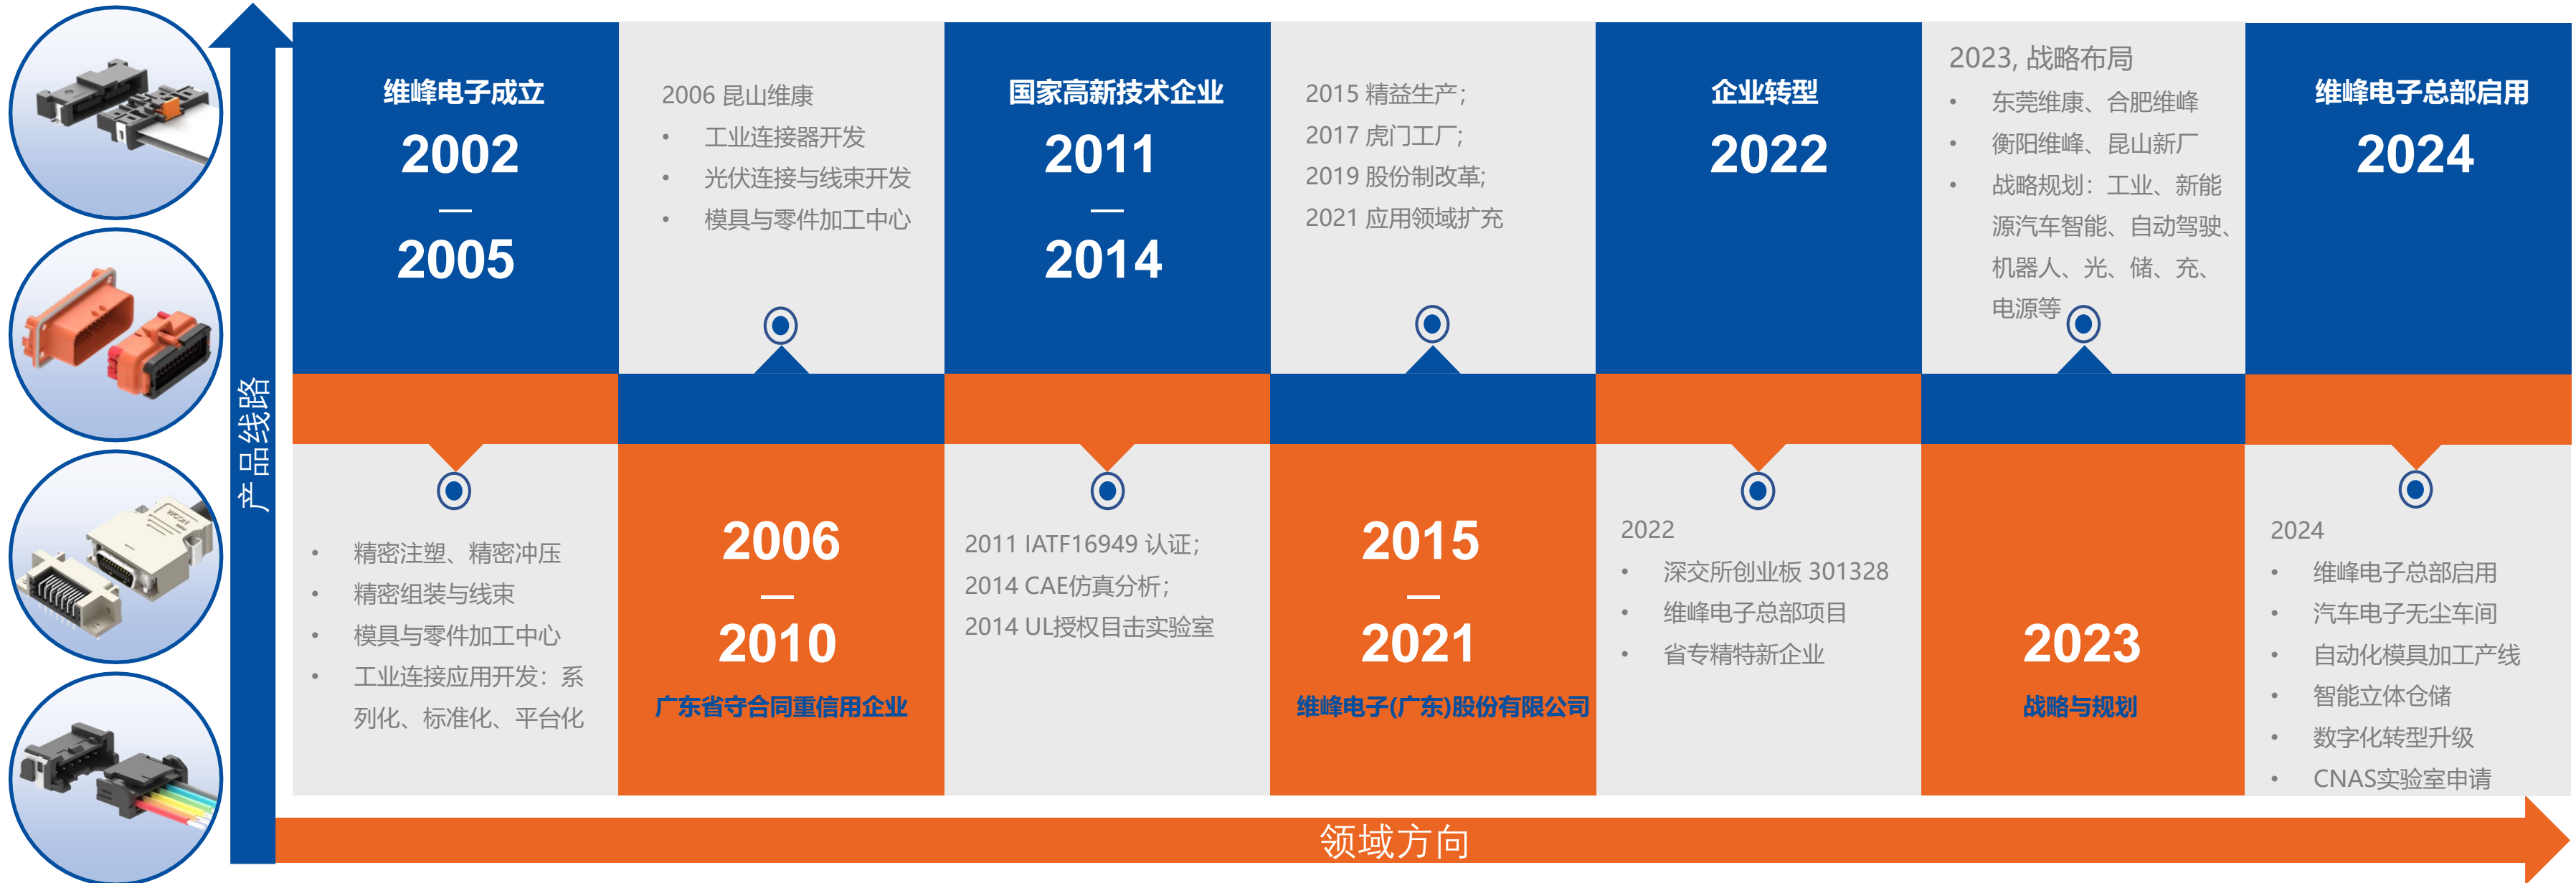 维峰电子成立
2002
—
2005
2006 昆山维康
• 工业连接器开发
• 光伏连接与线束开发
• 模具与零件加工中心
国家高新技术企业
2011
—
2014
2015 精益生产；
2017 虎门工厂；
2019 股份制改革；
2021 应用领域扩充
企业转型
2022
2023, 战略布局
• 东莞维康、合肥维峰
• 衡阳维峰、昆山新厂
• 战略规划：工业、新能
源汽车智能、自动驾驶、
机器人、光、储、充、
电源等
维峰电子总部启用
2024
产品线路
• 精密注塑、精密冲压
• 精密组装与线束
• 模具与零件加工中心
• 工业连接应用开发：系
列化、标准化、平台化
2006
—
2010
广东省守合同重信用企业
2011 IATF16949 认证；
2014 CAE仿真分析；
2014 UL授权目击实验室
2015
—
2021
维峰电子(广东)股份有限公司
2022
• 深交所创业板 301328
• 维峰电子总部项目
• 省专精特新企业
2023
战略与规划
2024
• 维峰电子总部启用
• 汽车电子无尘车间
• 自动化模具加工产线
• 智能立体仓储
• 数字化转型升级
• CNAS实验室申请
领域方向